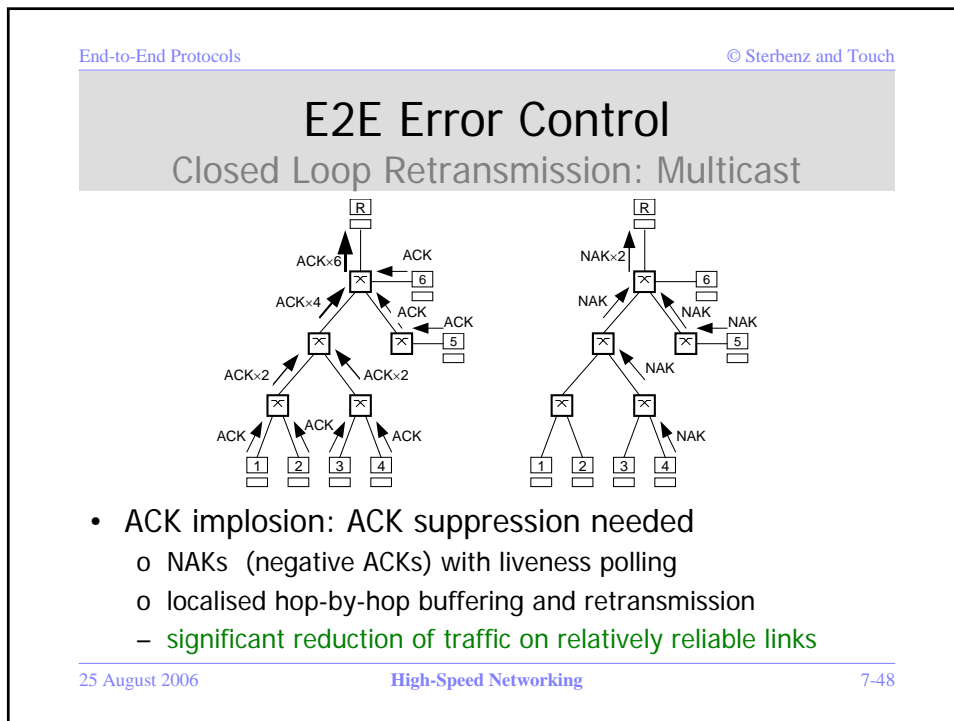 End-to-End Protocols © Sterbenz and Touch
E2E Error Control
Closed Loop Retransmission: Multicast
R R
ACK×6 ACK NAK×2
6 6
ACK×4 ACK ACK NAK NAK NAK
5 5
ACK×2 ACK×2 NAK
ACK ACK ACK NAK
1 2 3 4 1 2 3 4
• ACK implosion: ACK suppression needed
o NAKs (negative ACKs) with liveness polling
o localised hop-by-hop buffering and retransmission
– significant reduction of traffic on relatively reliable links
25 August 2006 High-Speed Networking 7-48